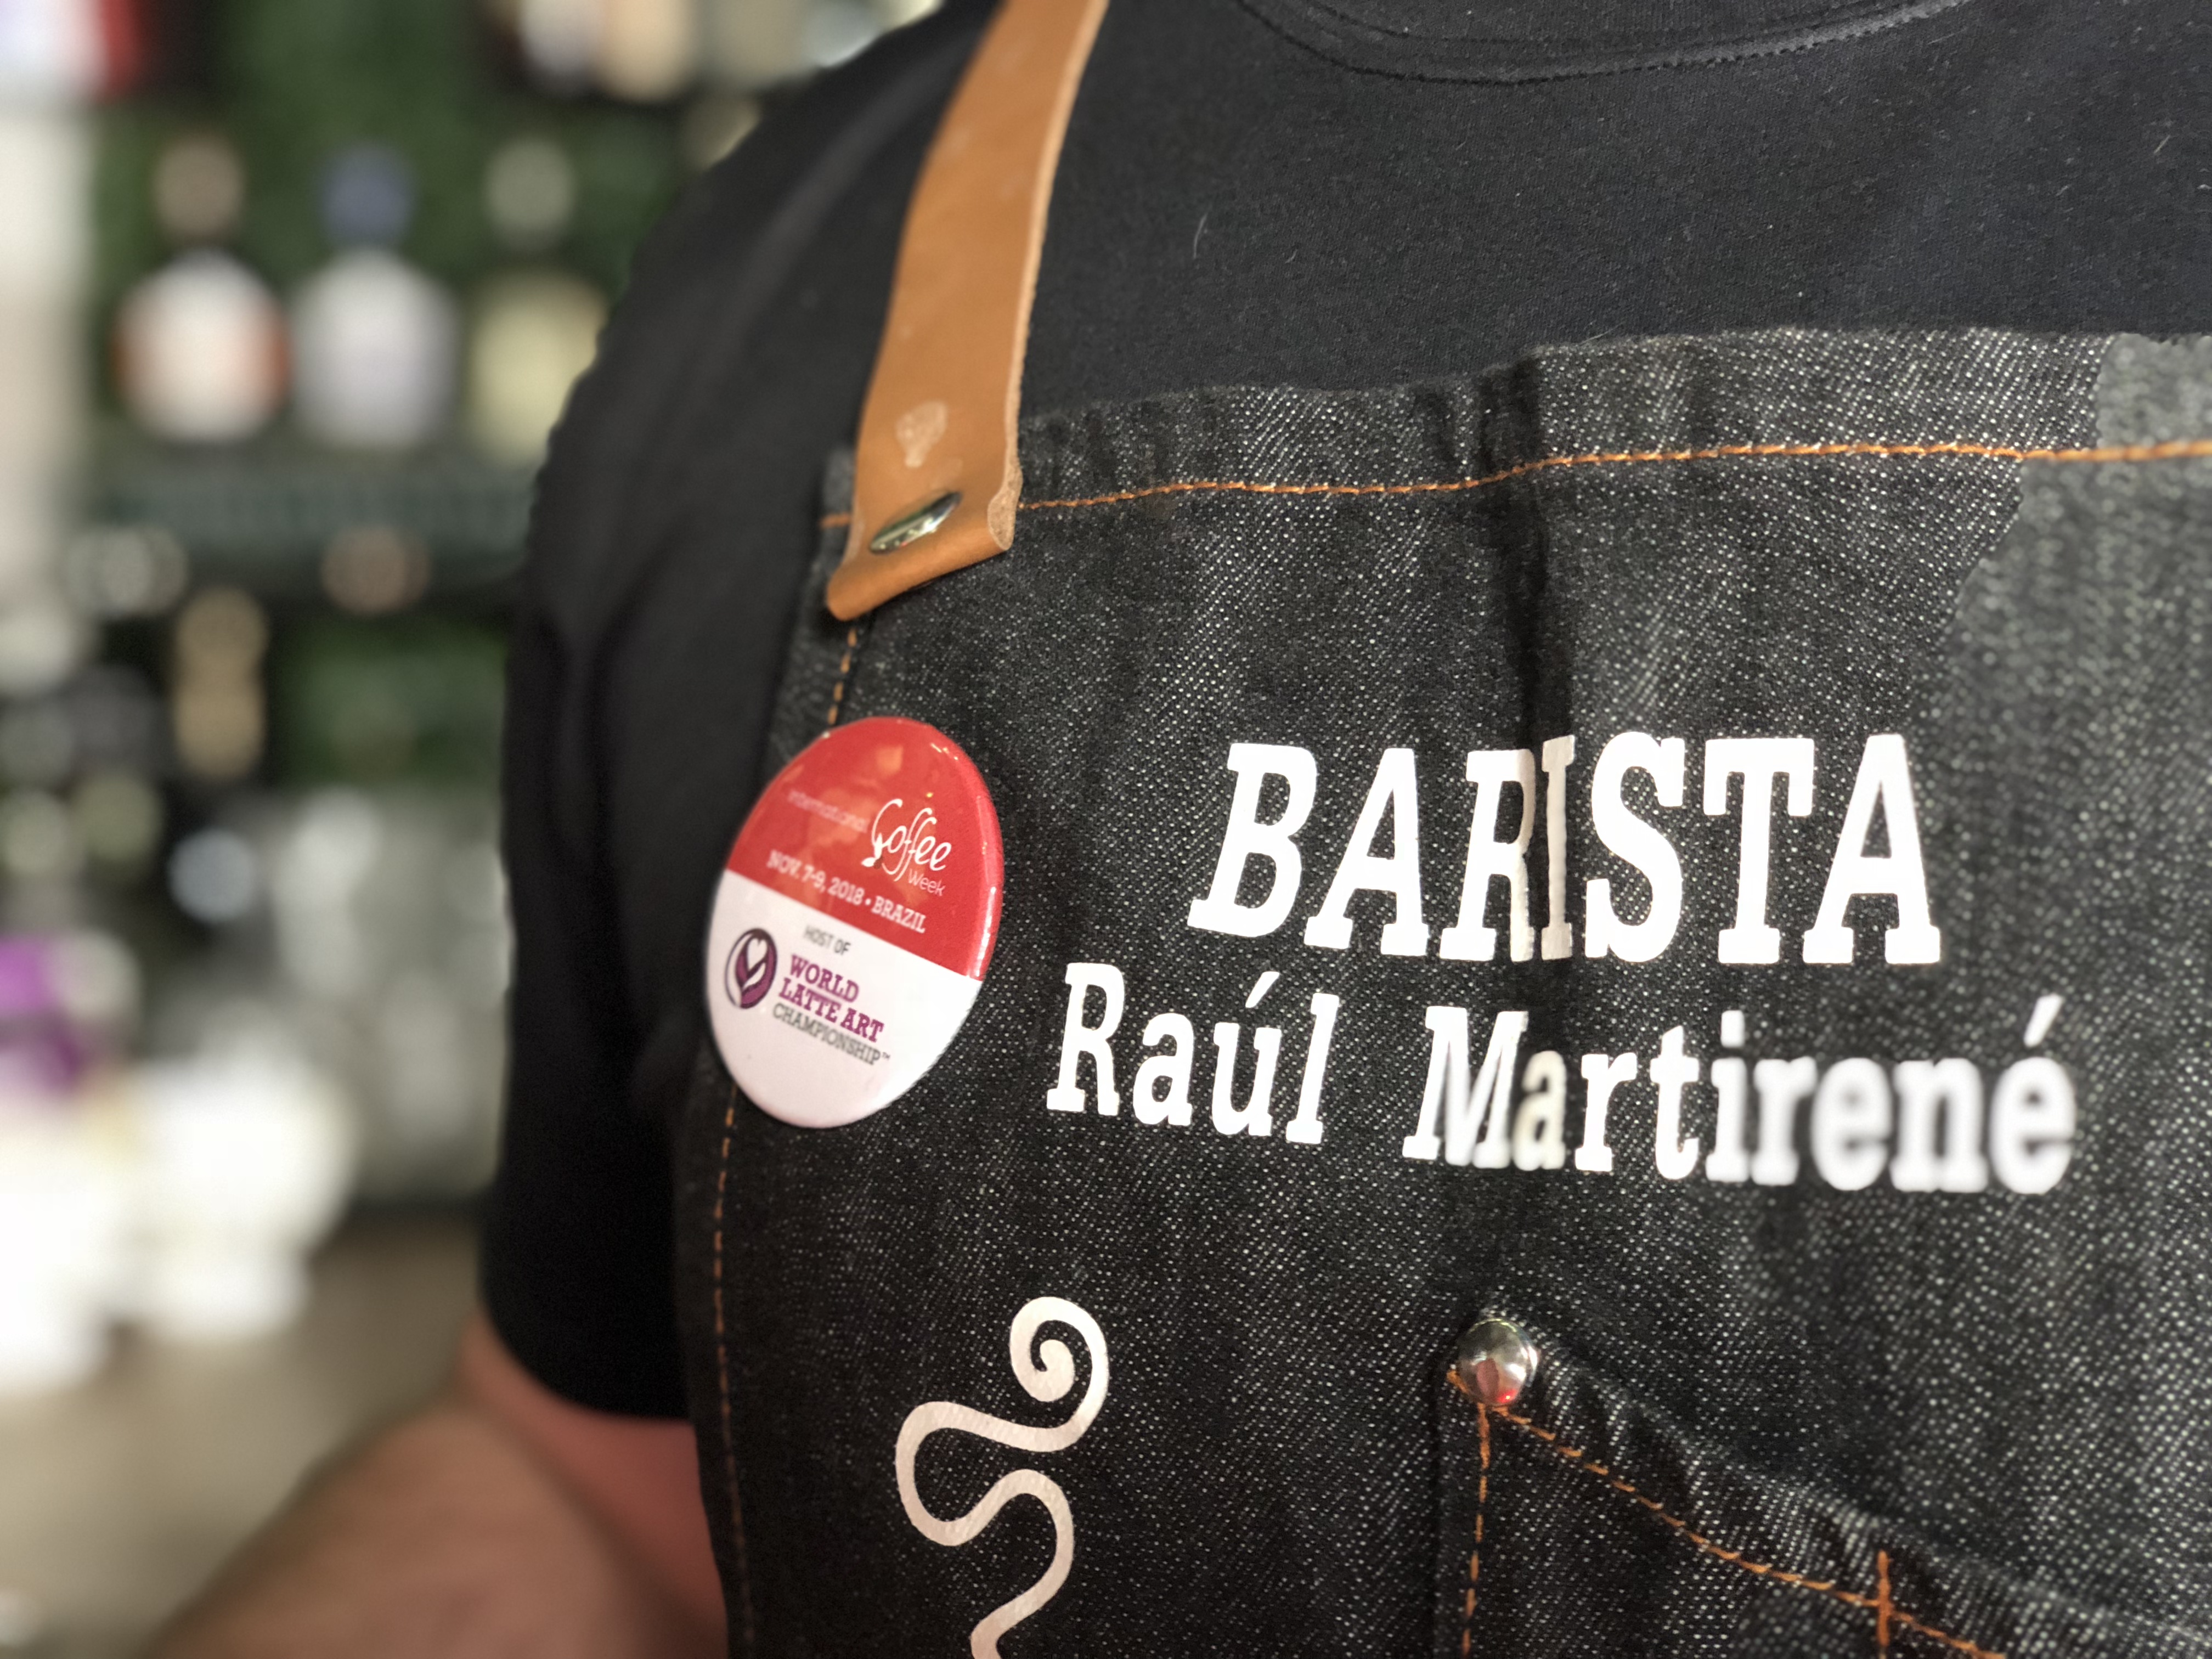 International Coffee Week
NOV. 7-9, 2018 • BRAZIL
HOST OF
WORLD
LATTE ART
CHAMPIONSHIP™
BARISTA
Raúl Martirené